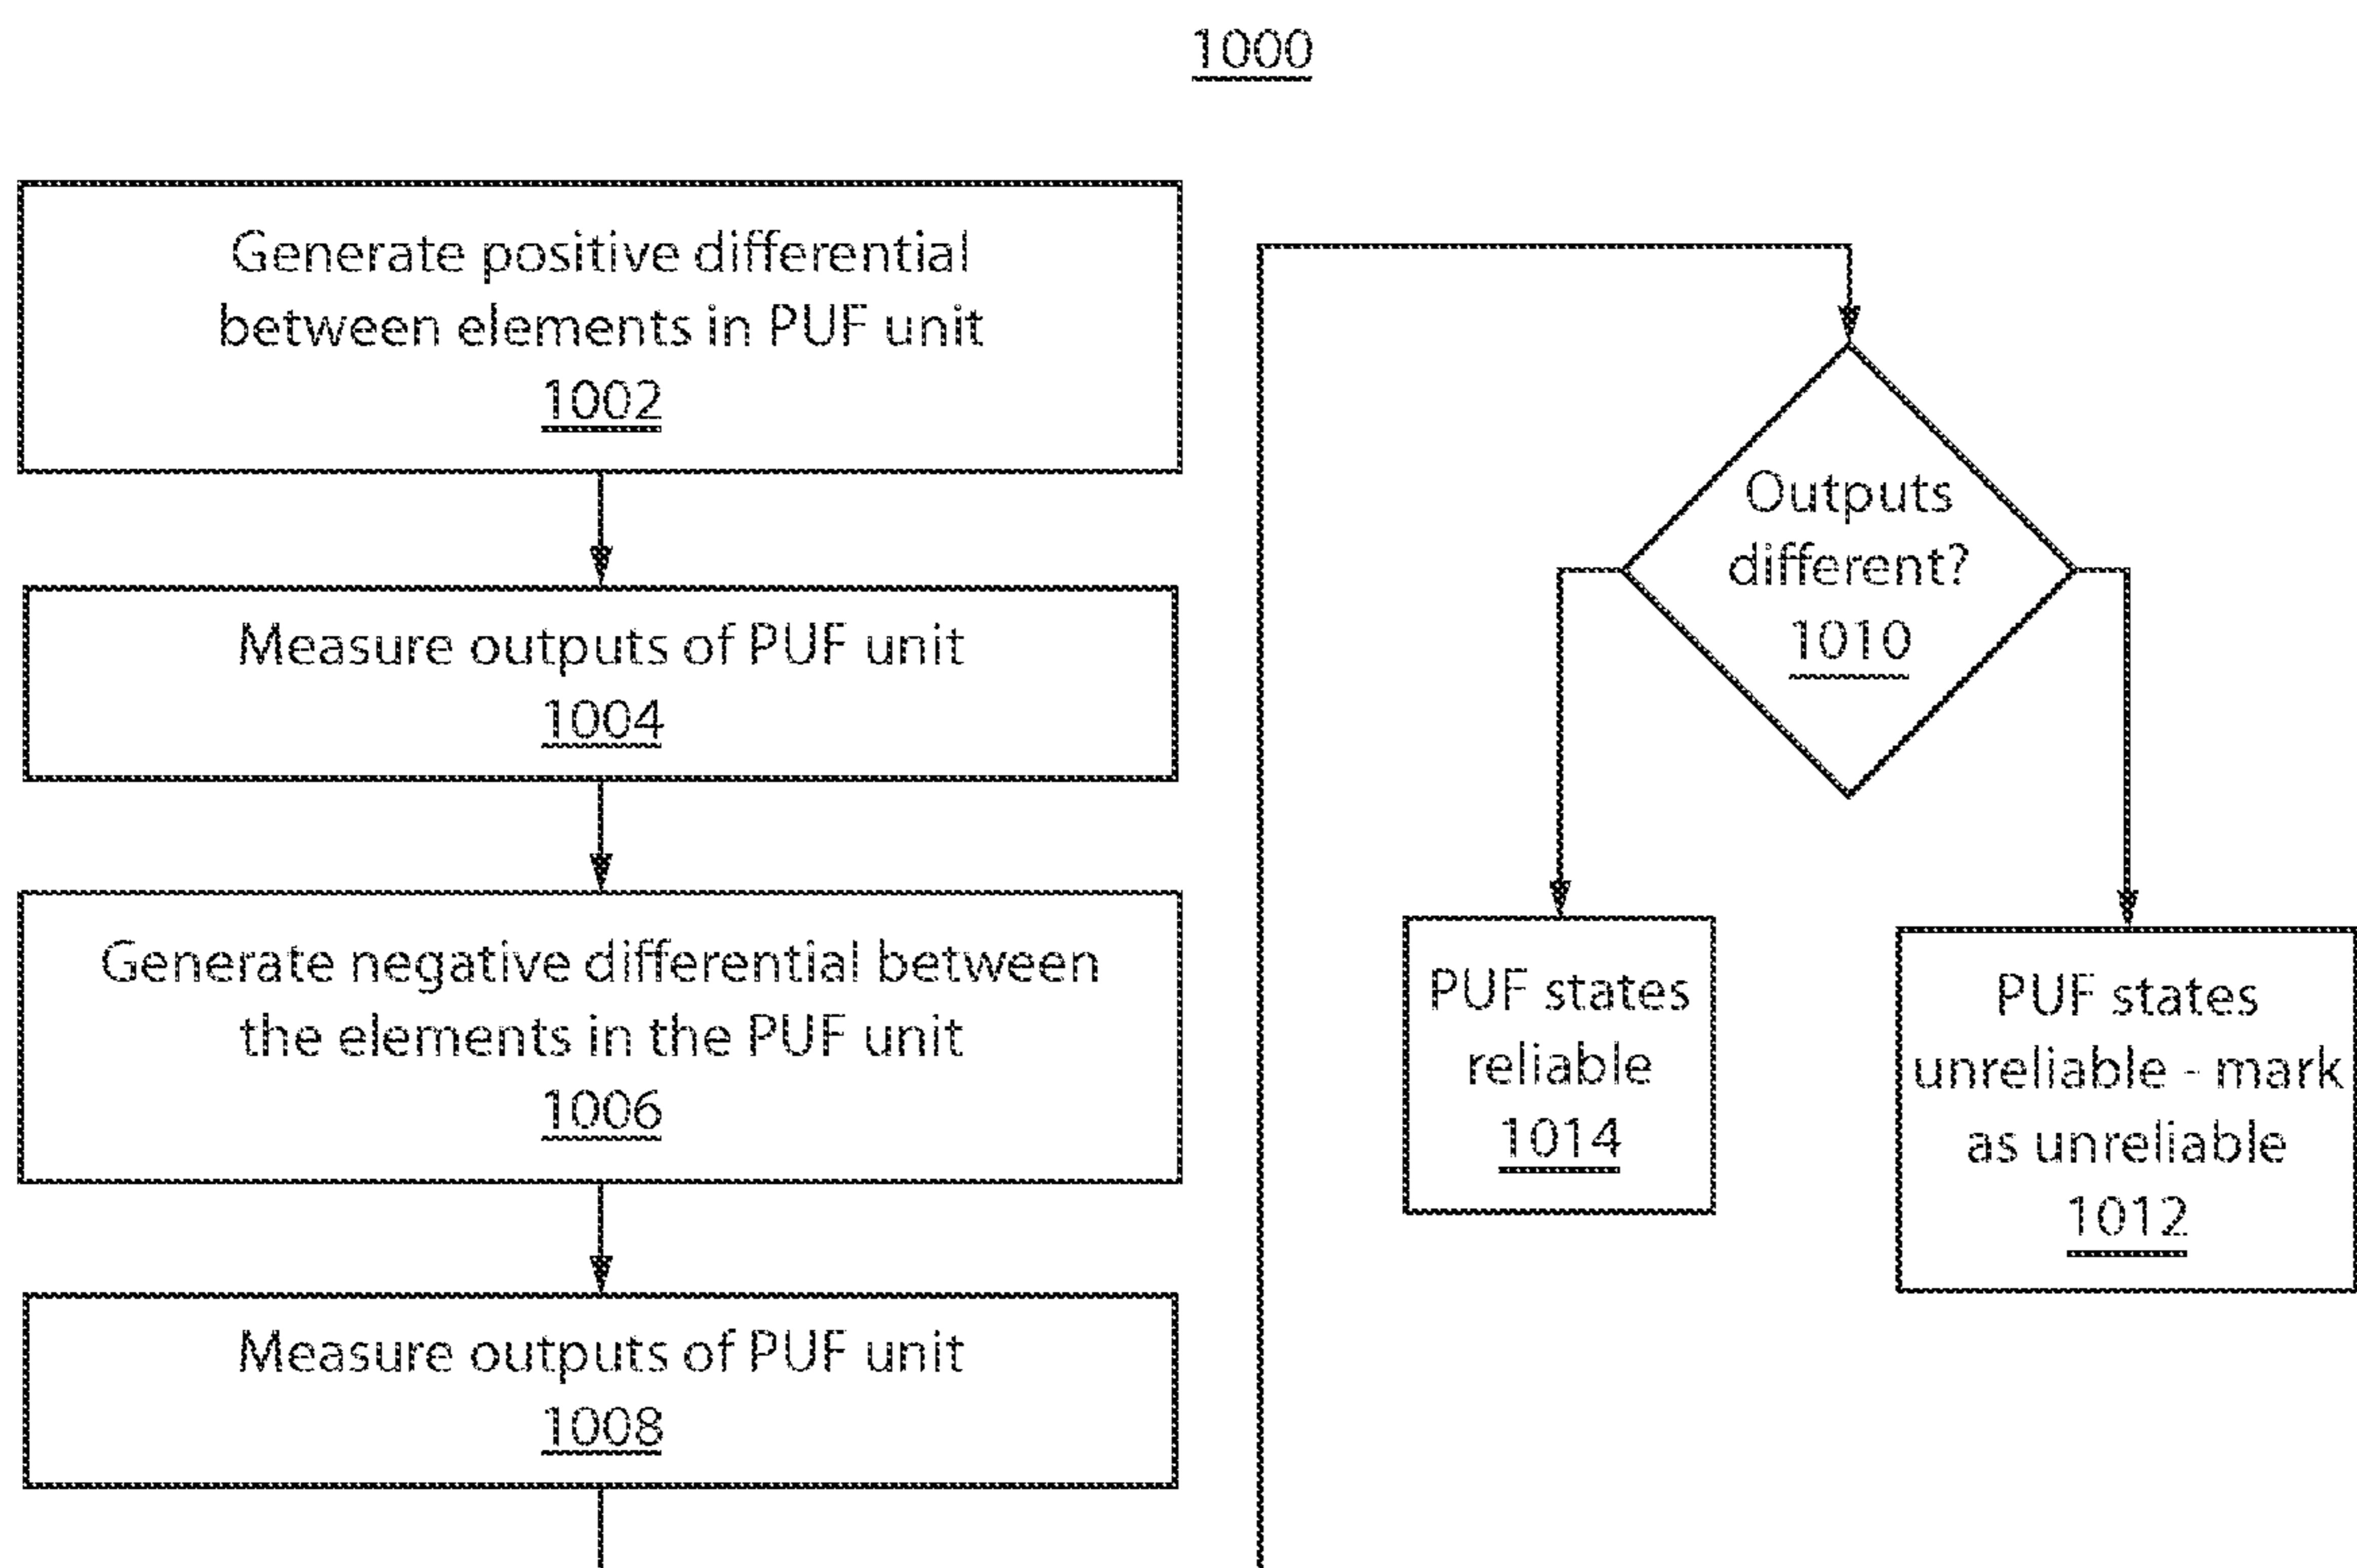 1000
Generate positive differential
between elements in PUF unit
1002
Measure outputs of PUF unit
1004
Generate negative differential between
the elements in the PUF unit
1006
Measure outputs of PUF unit
1008
Outputs
different?
1010
PUF states
reliable
1014
PUF states
unreliable - mark
as unreliable
1012